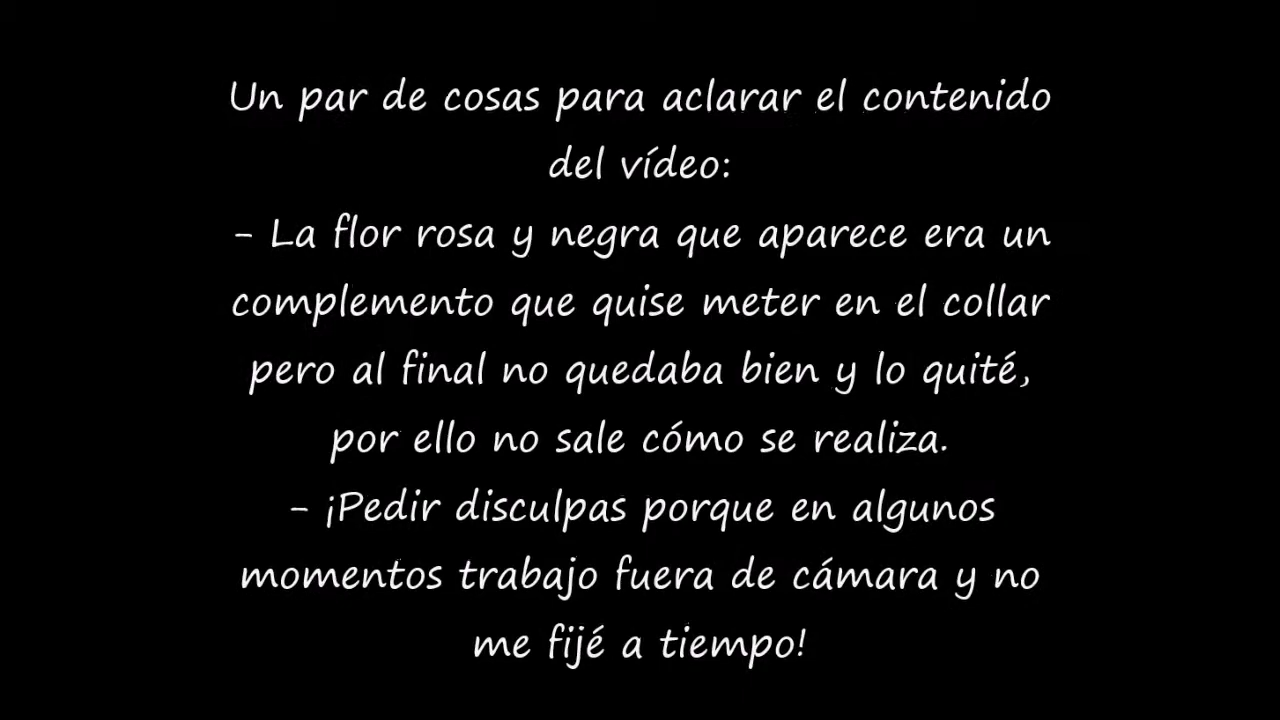 Un par de cosas para aclarar el contenido
del vídeo:
- La flor rosa y negra que aparece era un
complemento que quise meter en el collar
pero al final no quedaba bien y lo quité,
por ello no sale cómo se realiza.
- ¡Pedir disculpas porque en algunos
momentos trabajo fuera de cámara y no
me fijé a tiempo!